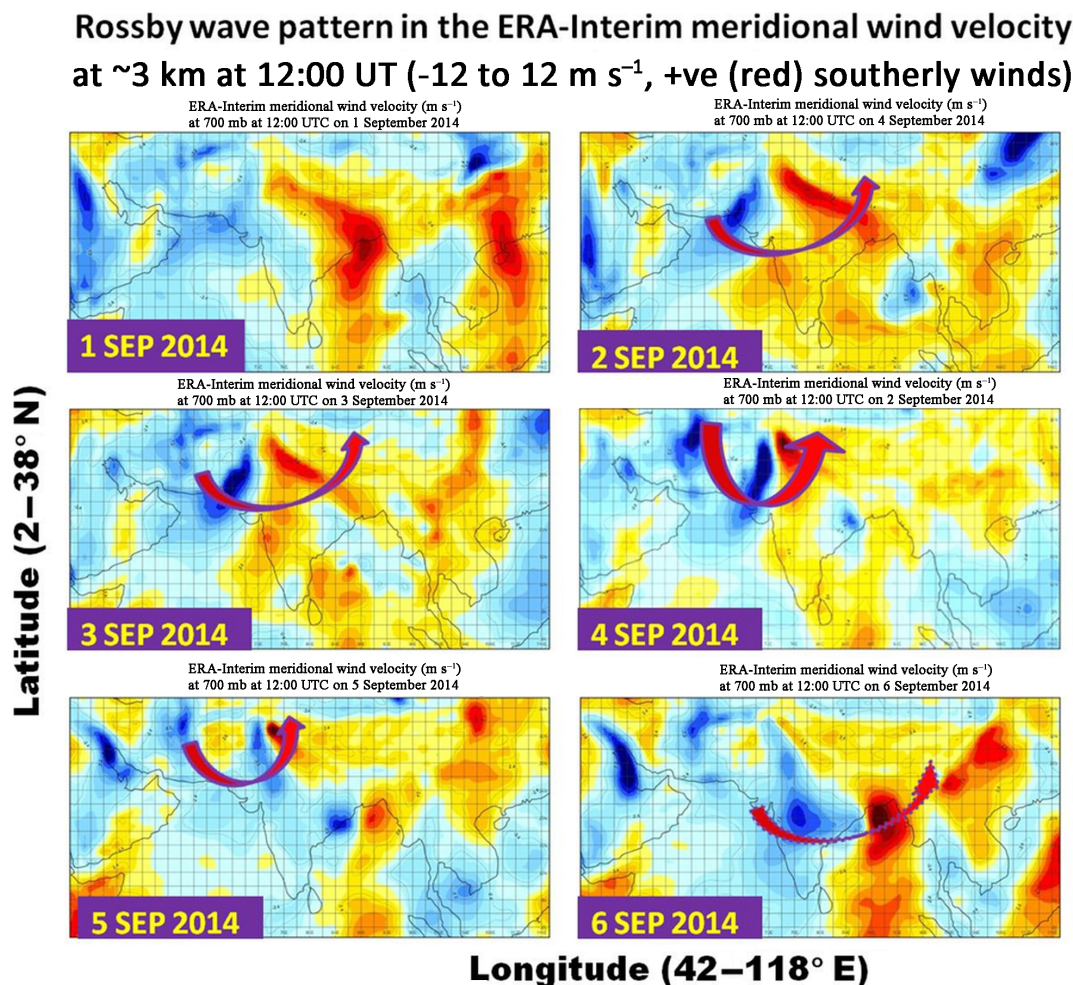 Rossby wave pattern in the ERA-Interim meridional wind velocity
at ~3 km at 12:00 UT (-12 to 12 m s⁻¹, +ve (red) southerly winds)
ERA-Interim meridional wind velocity (m s⁻¹)
at 700 mb at 12:00 UTC on 1 September 2014
1 SEP 2014
ERA-Interim meridional wind velocity (m s⁻¹)
at 700 mb at 12:00 UTC on 4 September 2014
2 SEP 2014
ERA-Interim meridional wind velocity (m s⁻¹)
at 700 mb at 12:00 UTC on 3 September 2014
3 SEP 2014
ERA-Interim meridional wind velocity (m s⁻¹)
at 700 mb at 12:00 UTC on 2 September 2014
4 SEP 2014
ERA-Interim meridional wind velocity (m s⁻¹)
at 700 mb at 12:00 UTC on 5 September 2014
5 SEP 2014
ERA-Interim meridional wind velocity (m s⁻¹)
at 700 mb at 12:00 UTC on 6 September 2014
6 SEP 2014
Latitude (2–38° N)
Longitude (42–118° E)